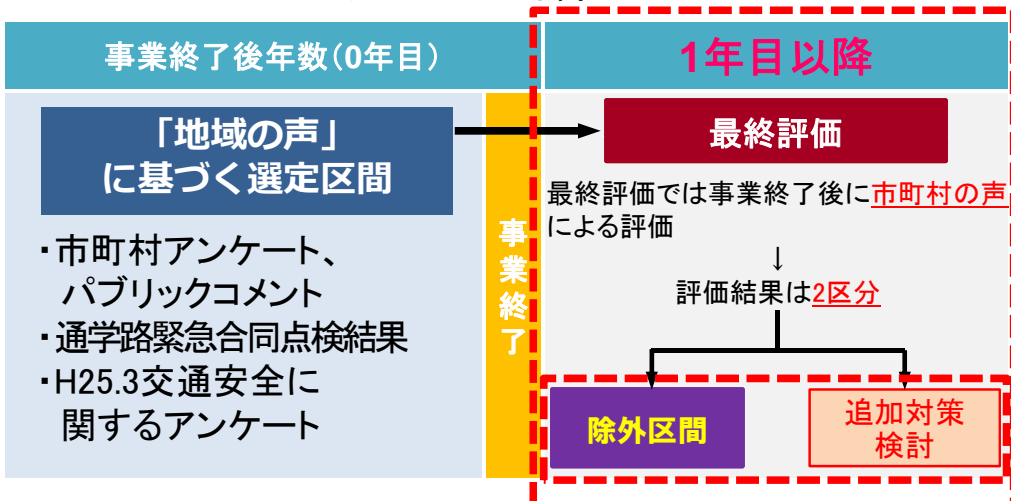 事業終了後年数(0年目)
1年目以降
「地域の声」
に基づく選定区間
・市町村アンケート、
パブリックコメント
・通学路緊急合同点検結果
・H25.3交通安全に
関するアンケート
事業終了
最終評価
最終評価では事業終了後に市町村の声
による評価
↓
評価結果は2区分
除外区間
追加対策
検討